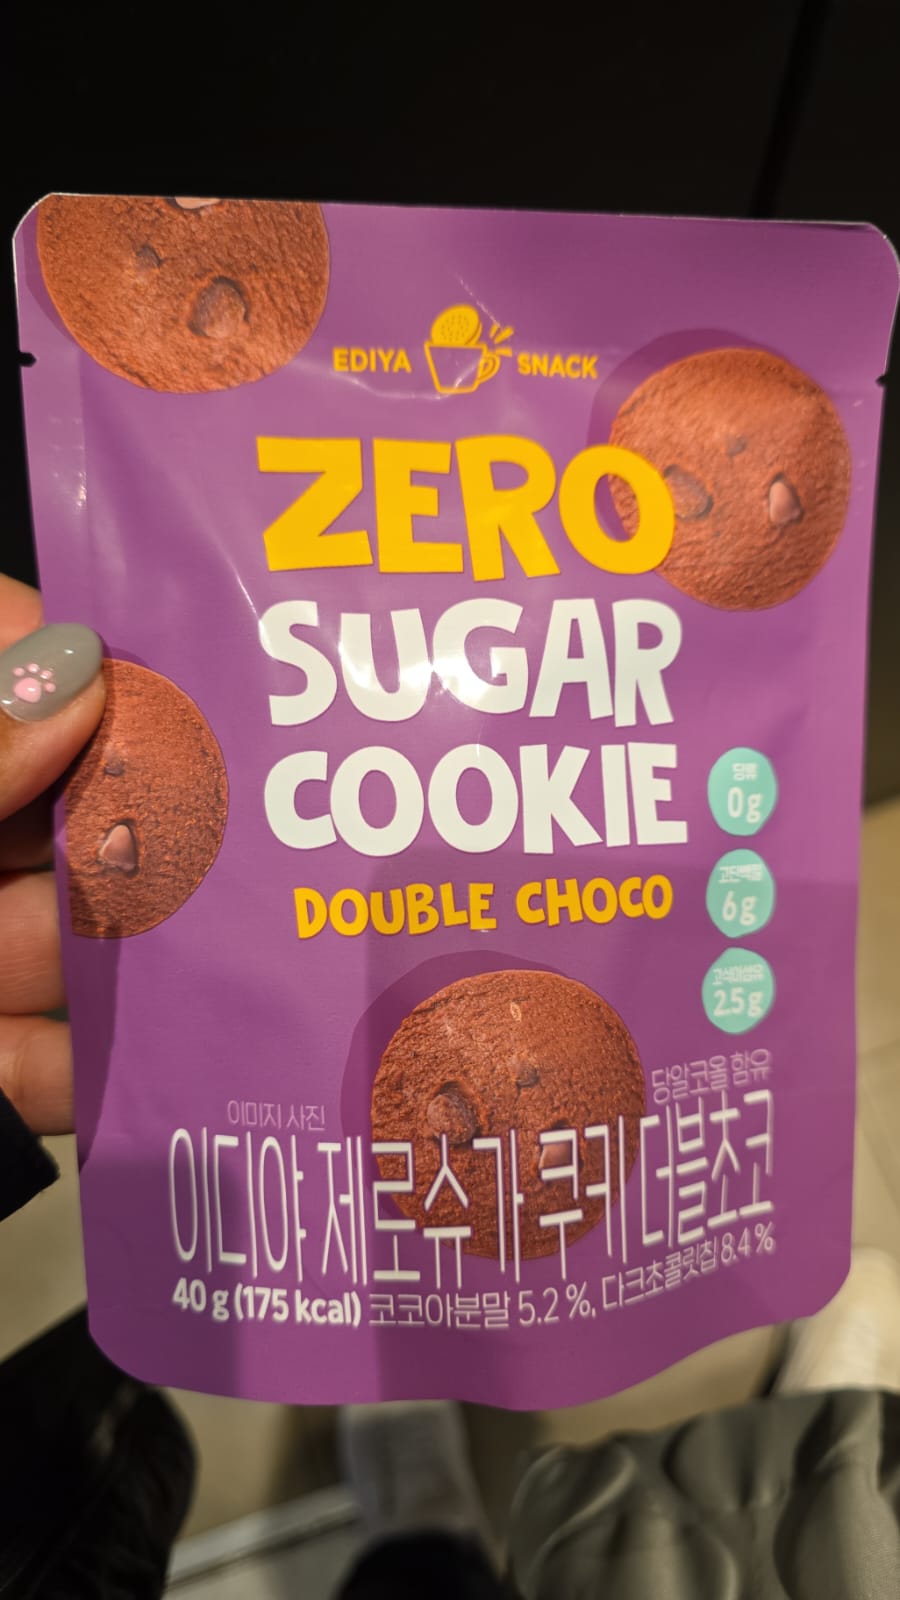 EDIYA SNACK
ZERO
SUGAR
COOKIE
DOUBLE CHOCO
당류
0g
고단백질
6g
고식이섬유
2.5g
당알코올 함유
이미지 사진
이디야 제로슈가 쿠키 더블초코
40 g (175 kcal) 코코아분말 5.2 %, 다크초콜릿칩 8.4 %